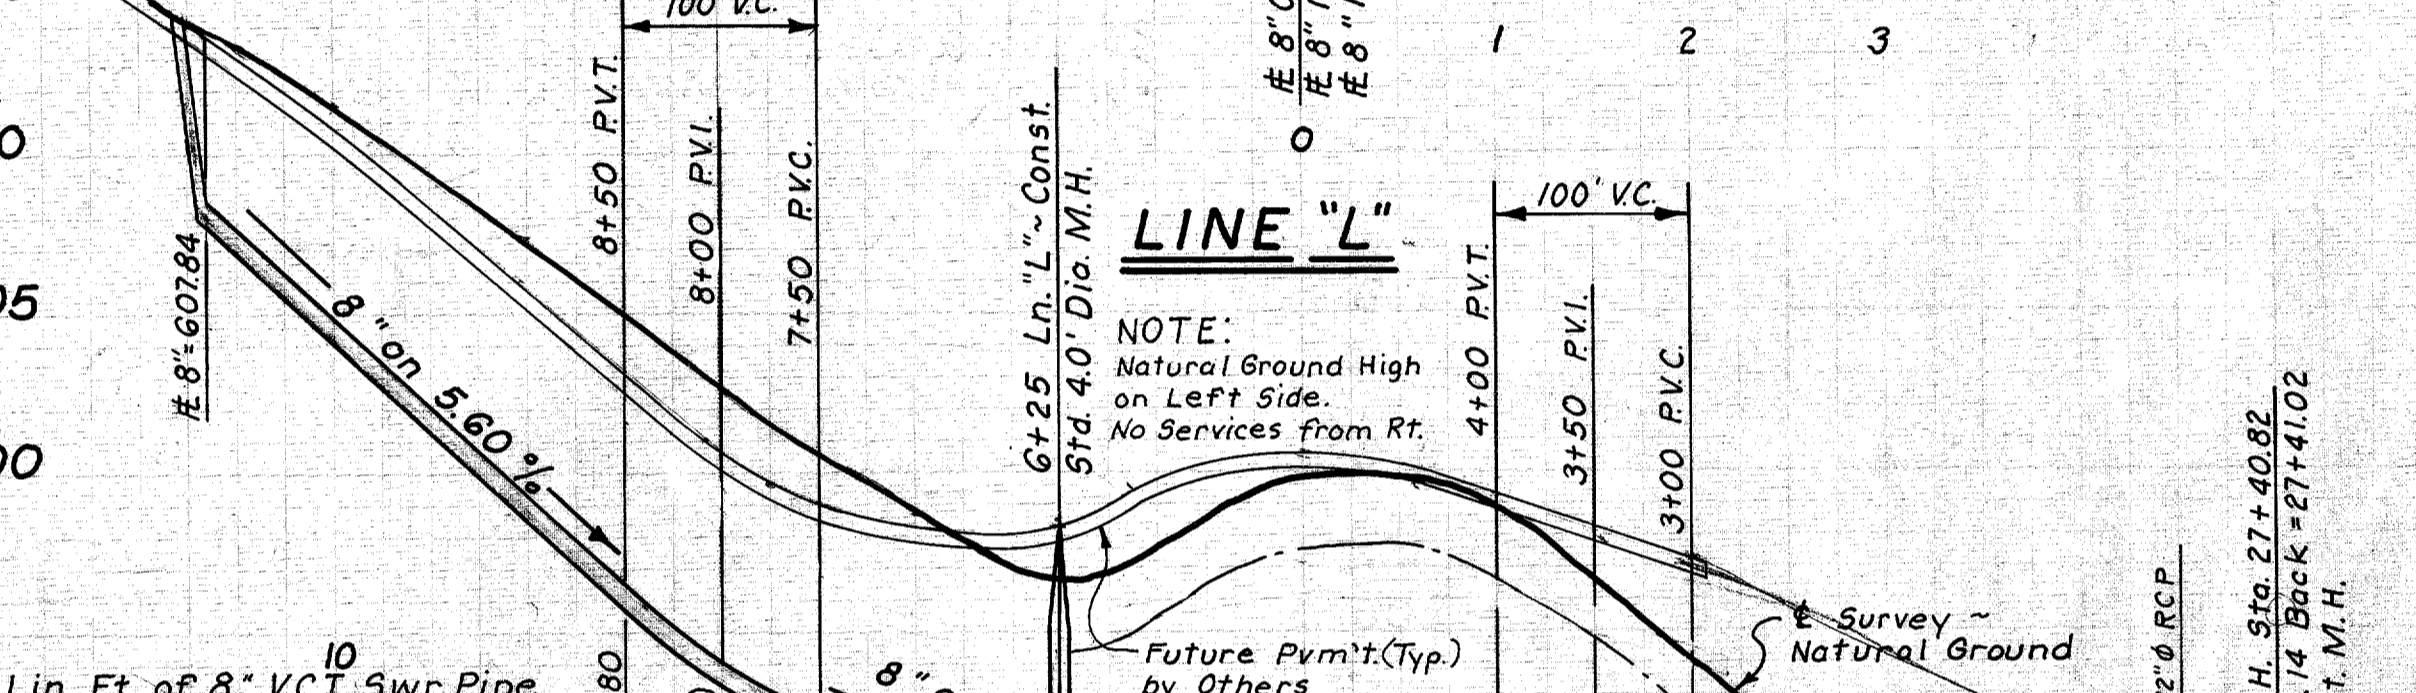 100' V.C.
1
2
3
0
8+50 P.V.T.
8+00 P.V.I.
7+50 P.V.C.
6+25 Ln. "L" ~ Const.
Std. 4.0' Dia. M.H.
LINE "L"
NOTE:
Natural Ground High
on Left Side.
No Services from Rt.
100' V.C.
4+00 P.V.T.
3+50 P.V.I.
3+00 P.V.C.
℄ 8"= 607.84
8" on 5.60 %
05
00
10
Lin. Ft. of 8" VCT Swr Pipe
80
8"
Future Pvm't. (Typ.)
by Others
℄ Survey ~
Natural Ground
2"Ø RCP
H. Sta. 27+40.82
14 Back = 27+41.02
t. M.H.